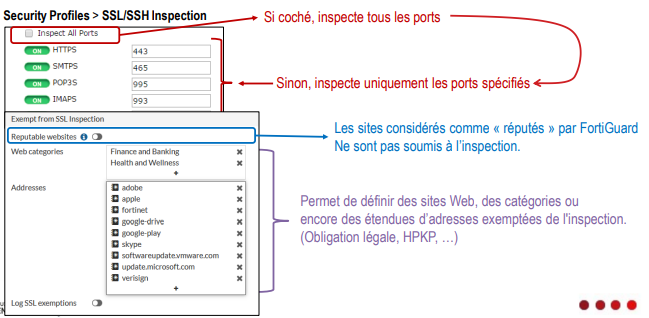 Security Profiles > SSL/SSH Inspection
Inspect All Ports
Si coché, inspecte tous les ports
ON HTTPS 443
ON SMTPS 465
ON POP3S 995
ON IMAPS 993
Sinon, inspecte uniquement les ports spécifiés
Exempt from SSL Inspection
Reputable websites
Les sites considérés comme « réputés » par FortiGuard
Ne sont pas soumis à l'inspection.
Web categories
Finance and Banking
Health and Wellness
+
Addresses
adobe
apple
fortinet
google-drive
google-play
skype
softwareupdate.vmware.com
update.microsoft.com
verisign
+
Permet de définir des sites Web, des catégories ou
encore des étendues d'adresses exemptées de l'inspection.
(Obligation légale, HPKP, …)
Log SSL exemptions